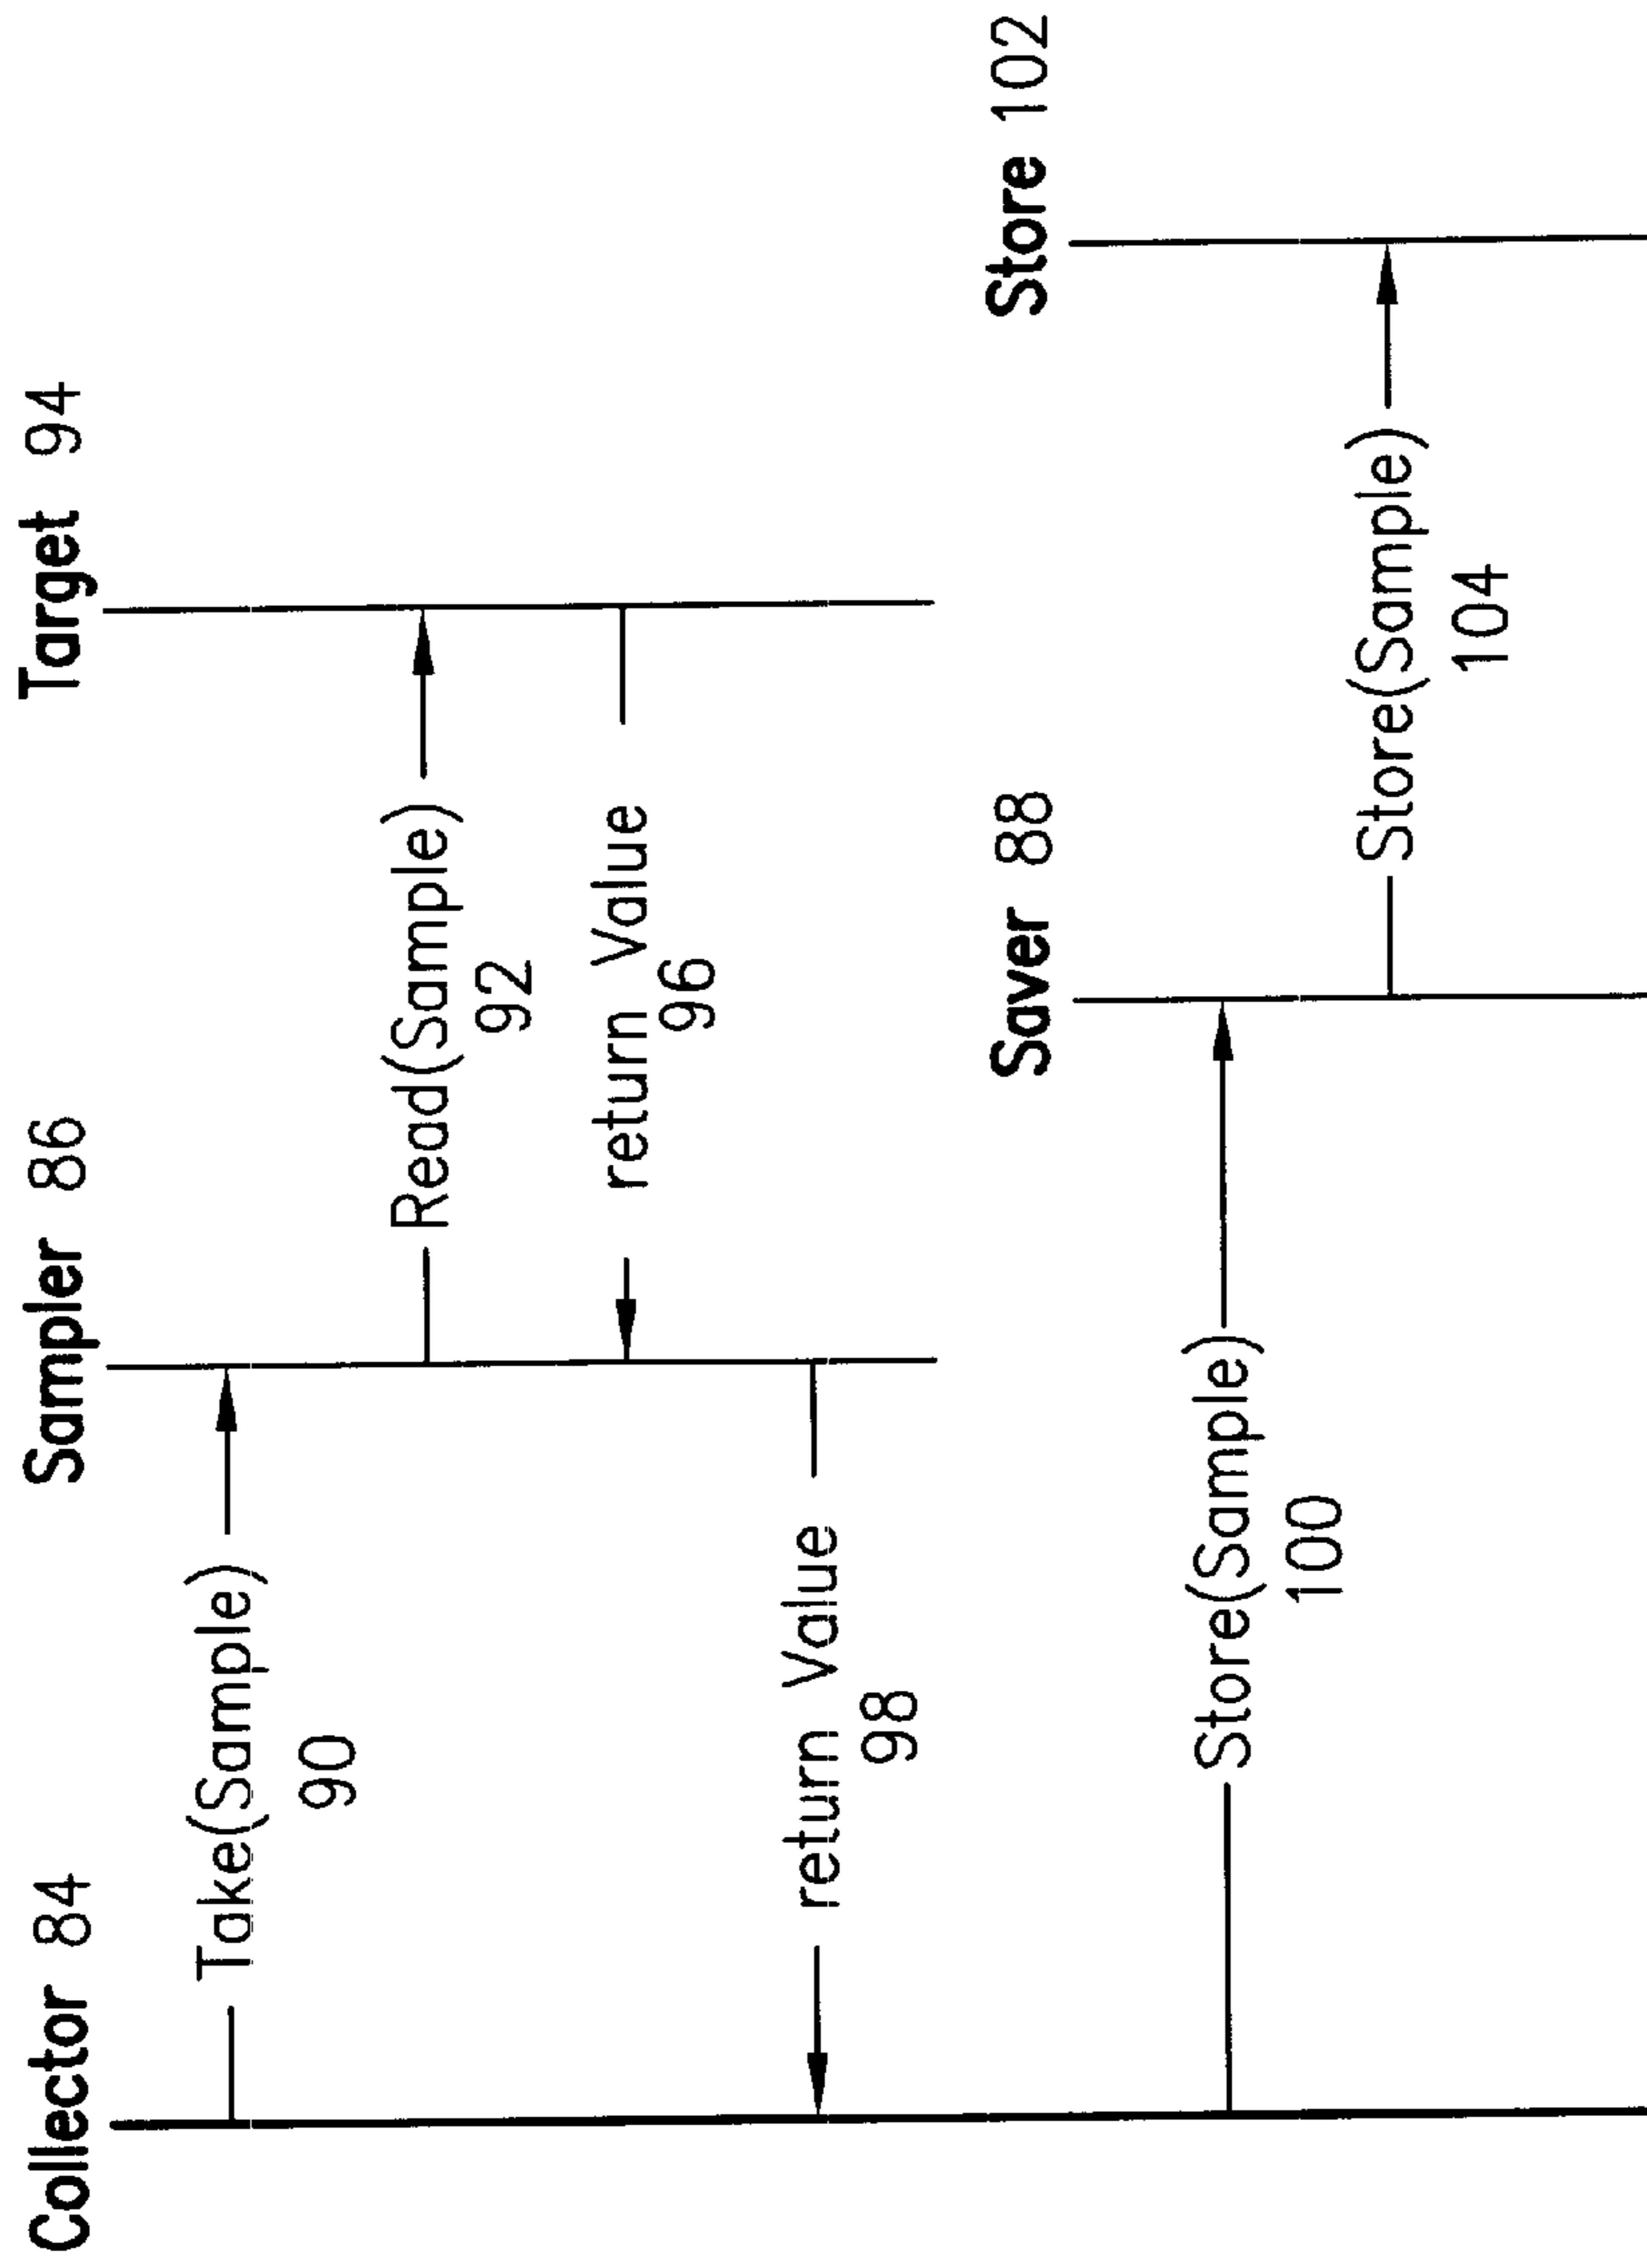 Collector 84
Sampler 86
Target 94
Take(Sample)
90
Read(Sample)
92
return Value
96
return Value
98
Saver 88
Store 102
Store(Sample)
100
Store(Sample)
104